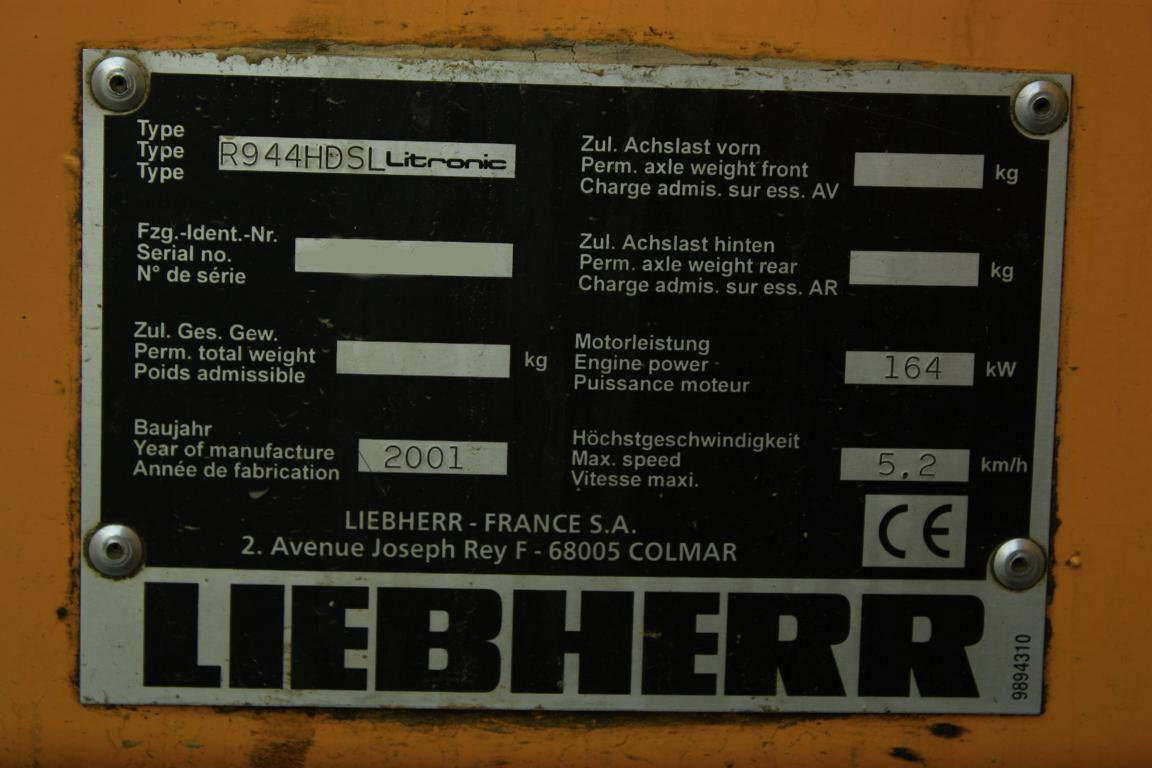 Type
Type R944HDSL Litronic
Type
Fzg.-Ident.-Nr.
Serial no.
N° de série
Zul. Ges. Gew.
Perm. total weight kg
Poids admissible
Baujahr
Year of manufacture 2001
Année de fabrication
Zul. Achslast vorn
Perm. axle weight front kg
Charge admis. sur ess. AV
Zul. Achslast hinten
Perm. axle weight rear kg
Charge admis. sur ess. AR
Motorleistung
Engine power 164 kW
Puissance moteur
Höchstgeschwindigkeit
Max. speed 5,2 km/h
Vitesse maxi.
LIEBHERR - FRANCE S.A.
2. Avenue Joseph Rey F - 68005 COLMAR
CE
LIEBHERR
9894310